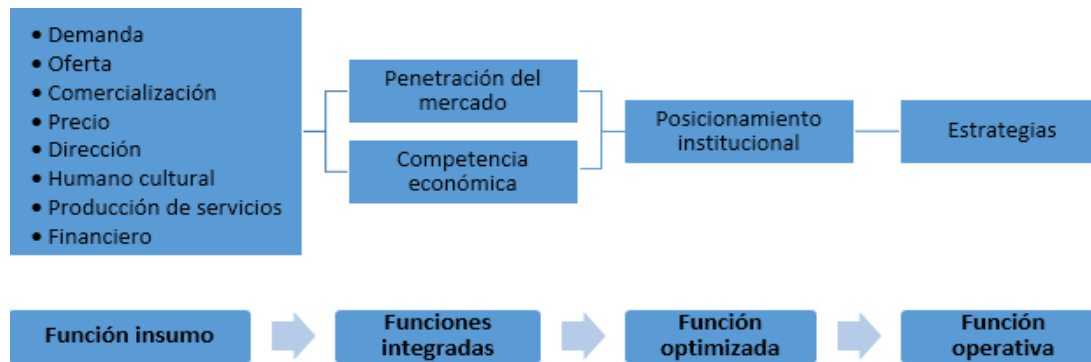 • Demanda
• Oferta
• Comercialización
• Precio
• Dirección
• Humano cultural
• Producción de servicios
• Financiero
Penetración del
mercado
Competencia
económica
Posicionamiento
institucional
Estrategias
Función insumo
Funciones
integradas
Función
optimizada
Función
operativa